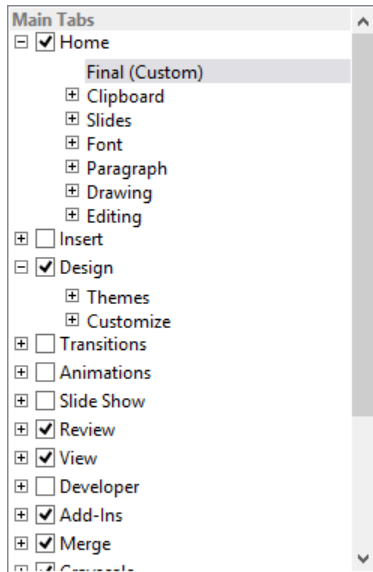 Main Tabs
Home
Final (Custom)
Clipboard
Slides
Font
Paragraph
Drawing
Editing
Insert
Design
Themes
Customize
Transitions
Animations
Slide Show
Review
View
Developer
Add-Ins
Merge